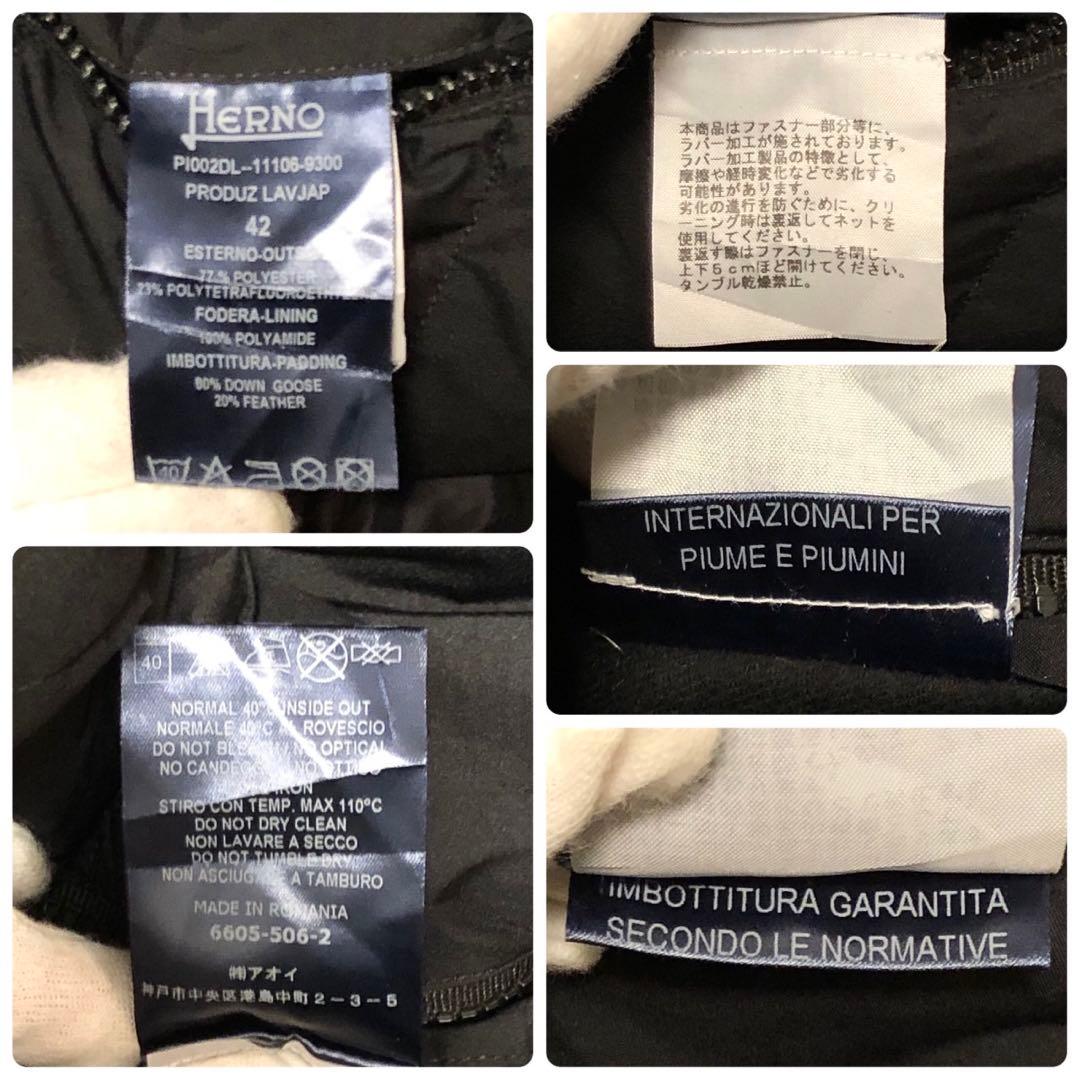 HERNO
PI002DL--11106-9300
PRODUZ LAVJAP
42
ESTERNO-OUTS
77% POLYESTER
23% POLYTETRAFLUOROETHYLEN
FODERA-LINING
100% POLYAMIDE
IMBOTTITURA-PADDING
80% DOWN GOOSE
20% FEATHER
40
本商品はファスナー部分等に、
ラバー加工が施されております。
ラバー加工製品の特徴として、
摩擦や経時変化などで劣化する
可能性があります。
劣化の進行を防ぐために、クリ
ーニング時は裏返してネットを
使用してください。
裏返す際はファスナーを閉じ、
上下5cmほど開けてください。
タンブル乾燥禁止。
INTERNAZIONALI PER
PIUME E PIUMINI
40
NORMAL 40° INSIDE OUT
NORMALE 40°C AL ROVESCIO
DO NOT BLEACH / NO OPTICAL
NO CANDEGGIO NO OTTICO
IRON
STIRO CON TEMP. MAX 110°C
DO NOT DRY CLEAN
NON LAVARE A SECCO
DO NOT TUMBLE DRY
NON ASCIUG E A TAMBURO
MADE IN ROMANIA
6605-506-2
㈱アオイ
神戸市中央区港島中町2-3-5
IMBOTTITURA GARANTITA
SECONDO LE NORMATIVE